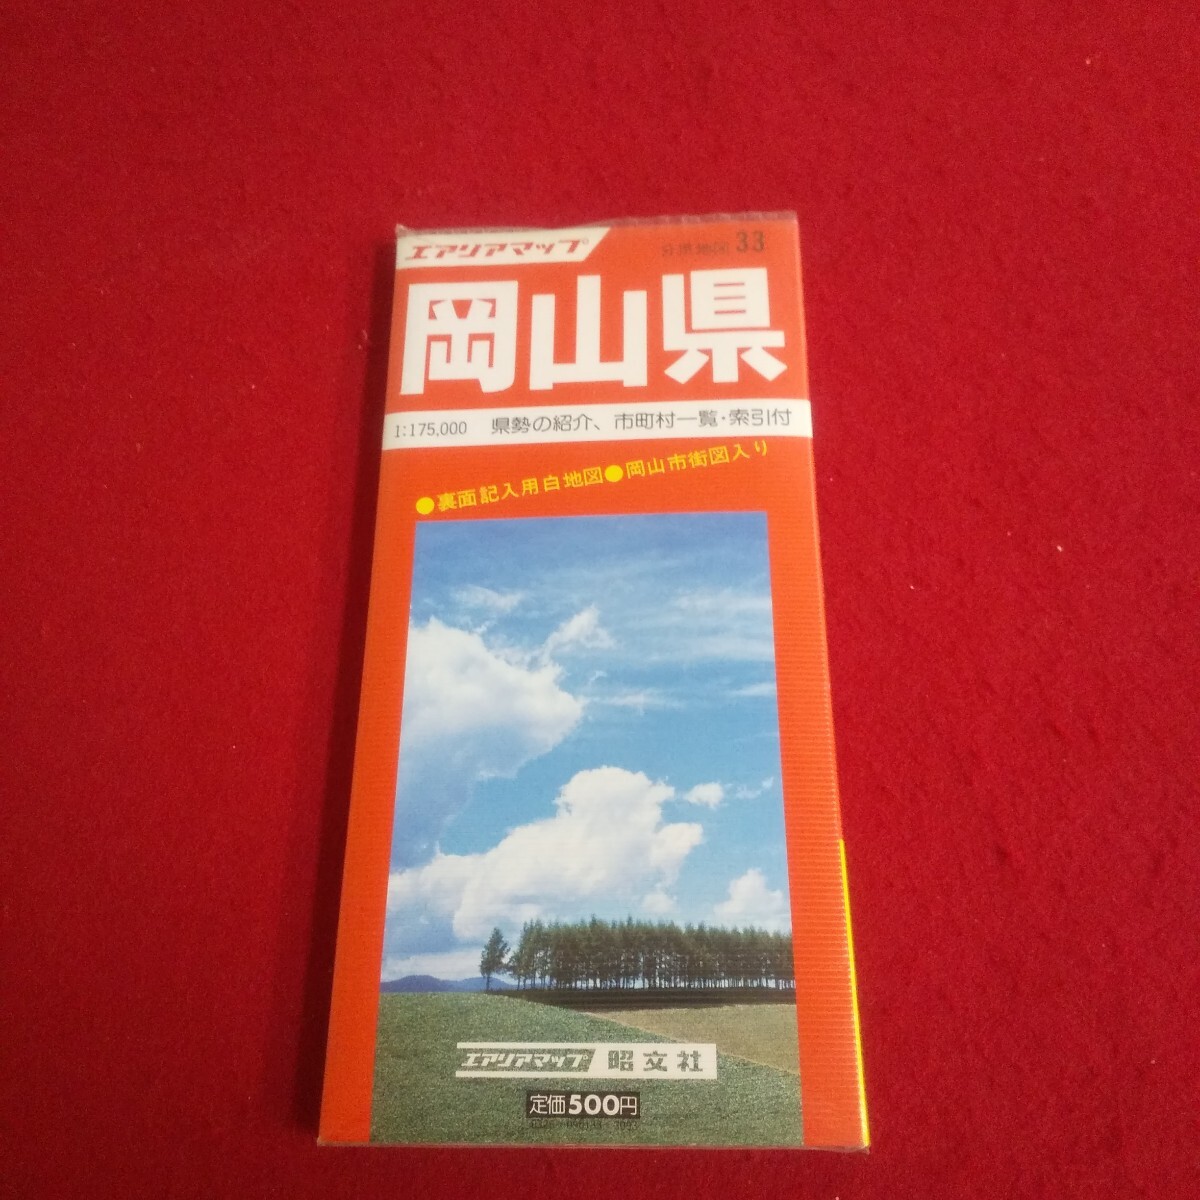 エアリアマップ 分県地図 33
岡山県
1:175,000 県勢の紹介、市町村一覧・索引付
●裏面記入用白地図●岡山市街図入り
エアリアマップ 昭文社
定価500円